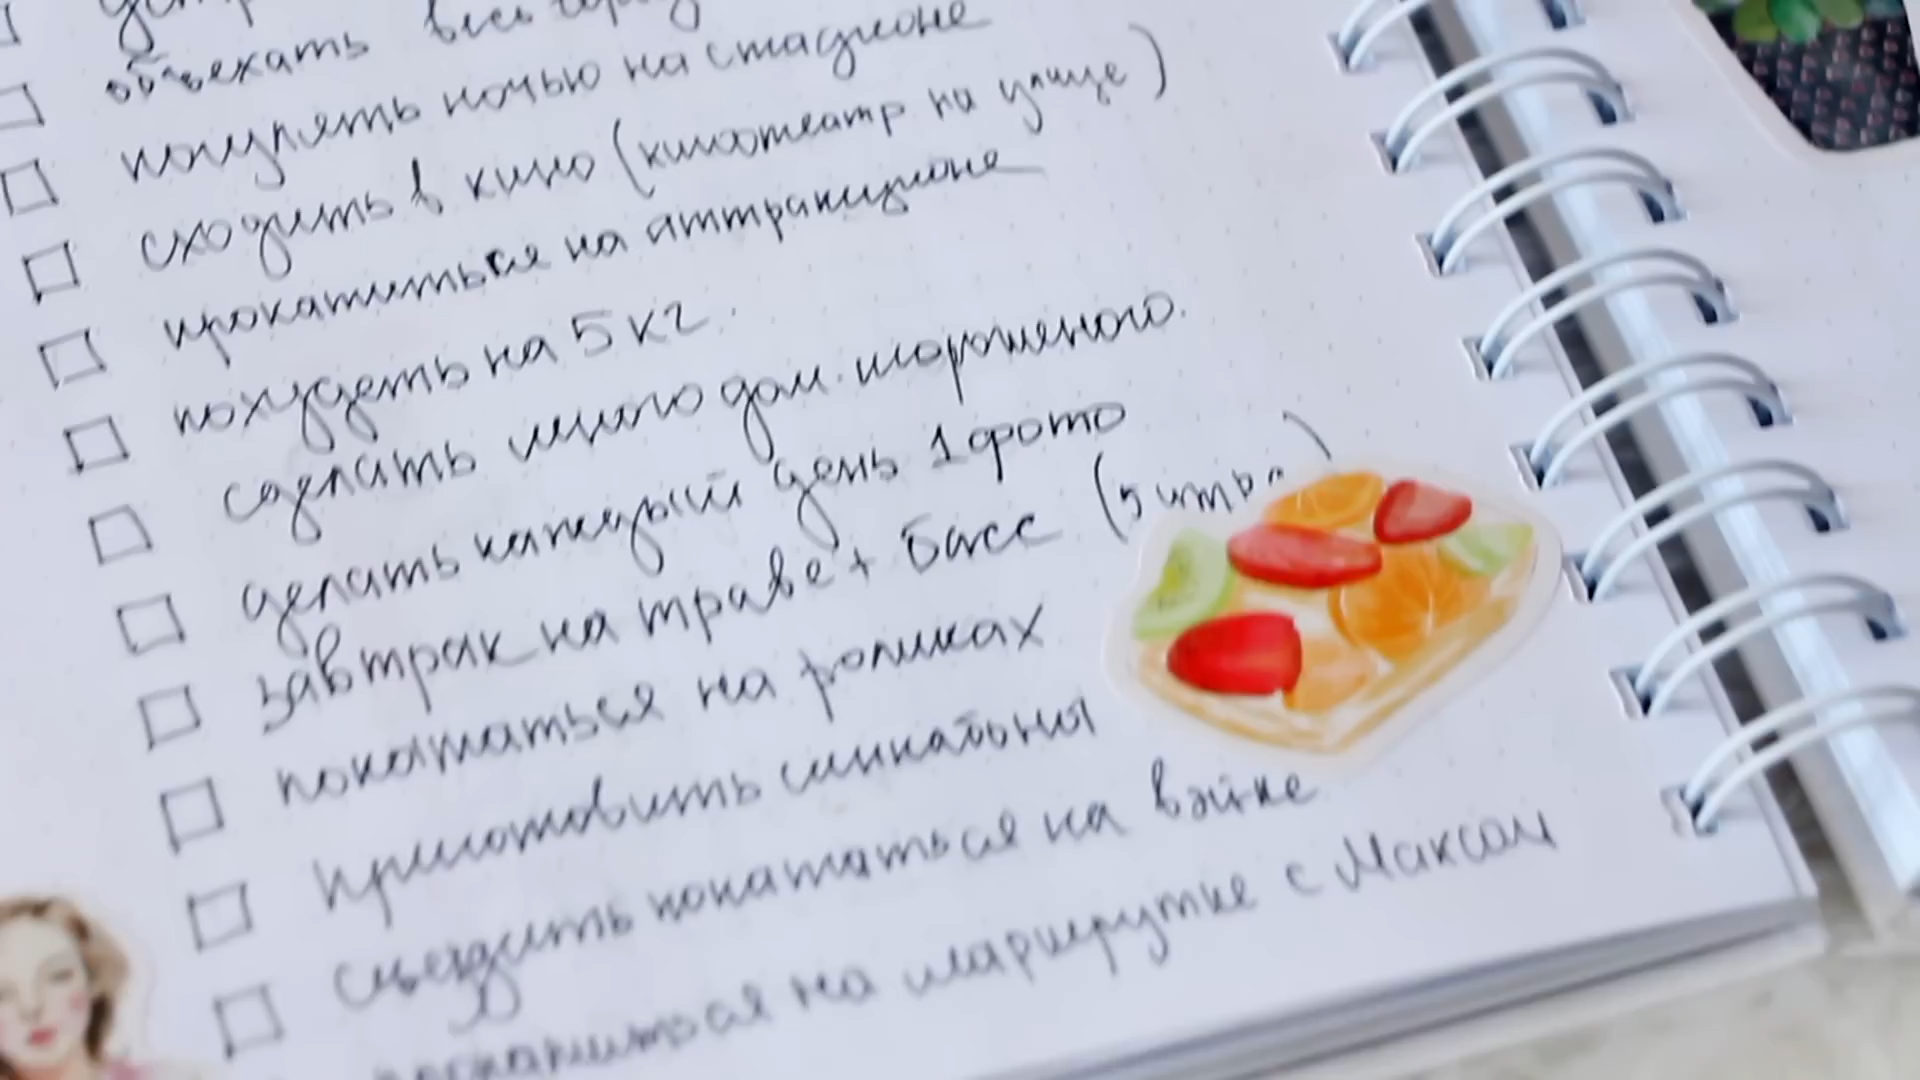 объехать весь
погулять ночью на стадионе
сходить в кино (кинотеатр на улице)
прокатиться на аттракционе
похудеть на 5 кг.
сделать много дом. мороженого.
делать каждый день 1 фото
завтрак на траве + басс (5 утра)
покататься на роликах
приготовить синнабоны
съездить покататься на вэйке
на маршрутке с Максом